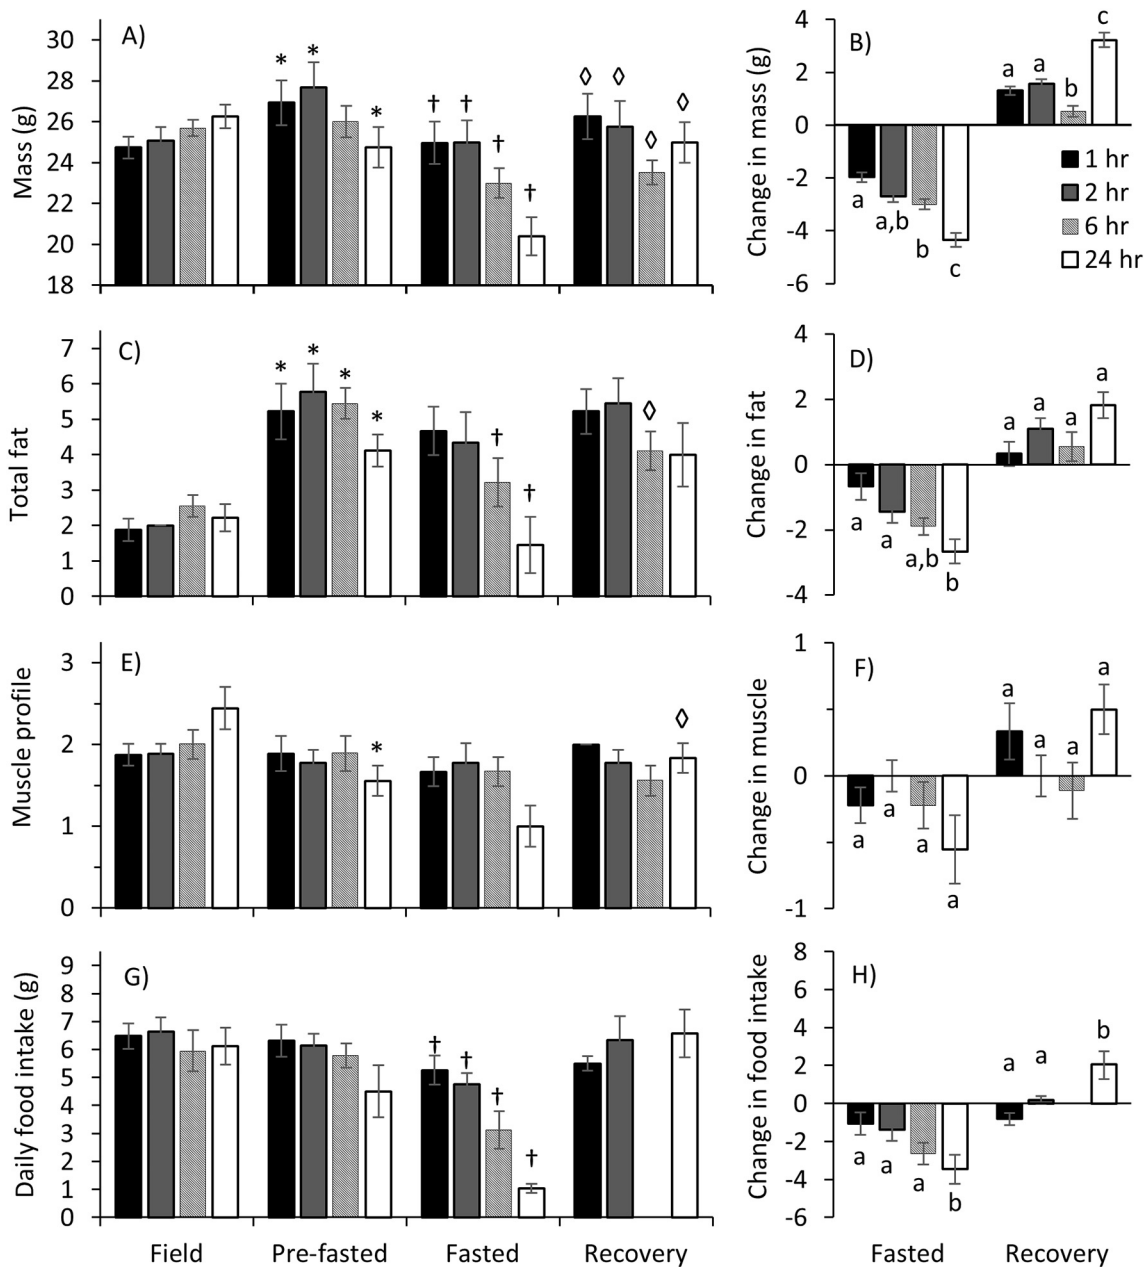 A)
Mass (g)
30
28
26
24
22
20
18
* * * † † † † ◊ ◊ ◊ ◊
B)
Change in mass (g)
4
2
0
-2
-4
-6
a a,b b c a a b c
1 hr
2 hr
6 hr
24 hr
C)
Total fat
7
6
5
4
3
2
1
0
* * * * † † ◊
D)
Change in fat
4
2
0
-2
-4
a a a,b b a a a a
E)
Muscle profile
3
2
1
0
* ◊
F)
Change in muscle
1
0
-1
a a a a a a a a
G)
Daily food intake (g)
9
8
7
6
5
4
3
2
1
0
† † † †
Field Pre-fasted Fasted Recovery
H)
Change in food intake
8
6
4
2
0
-2
-4
-6
a a a b a a b
Fasted Recovery